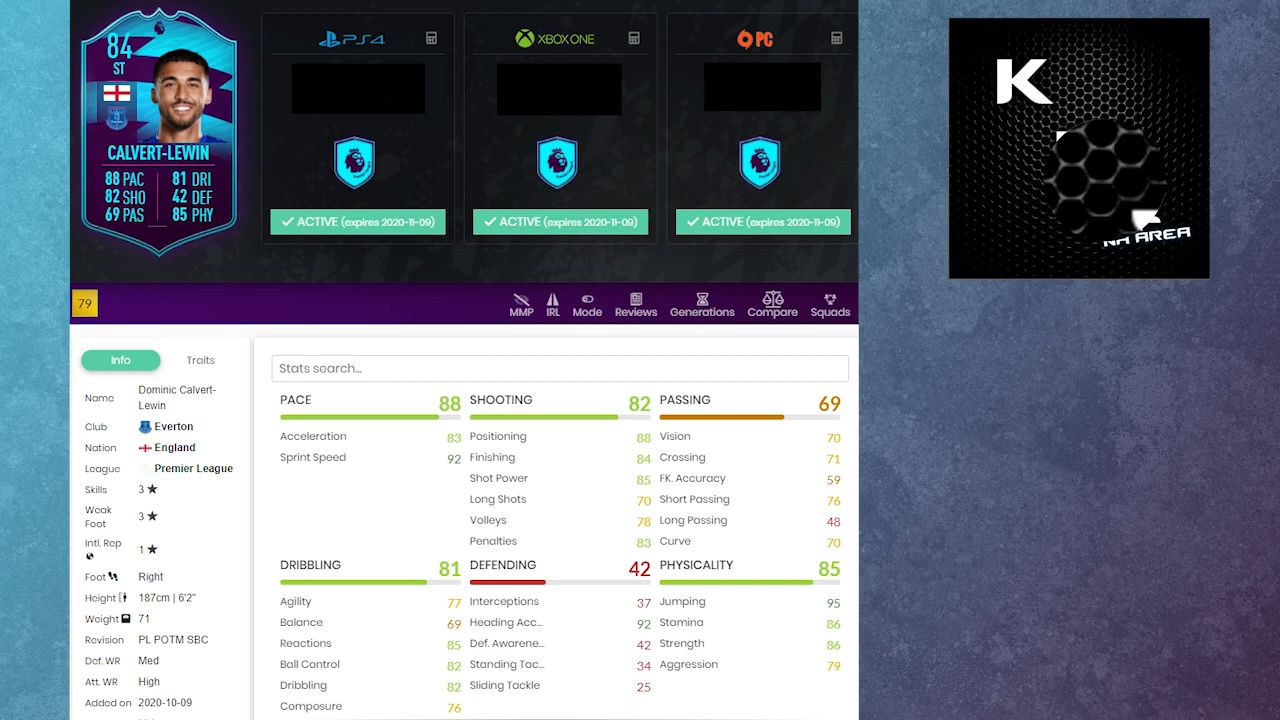 84
ST
CALVERT-LEWIN
88 PAC 81 DRI
82 SHO 42 DEF
69 PAS 85 PHY
PS4
XBOX ONE
PC
ACTIVE (expires 2020-11-09)
ACTIVE (expires 2020-11-09)
ACTIVE (expires 2020-11-09)
K
AREA
79
MMP
IRL
Mode
Reviews
Generations
Compare
Squads
Info
Traits
Name Dominic Calvert-
Lewin
Club Everton
Nation England
League Premier League
Skills 3
Weak
Foot 3
Intl. Rep 1
Foot Right
Height 187cm | 6'2"
Weight 71
Revision PL POTM SBC
Def. WR Med
Att. WR High
Added on 2020-10-09
Stats search...
PACE 88
Acceleration 83
Sprint Speed 92
SHOOTING 82
Positioning 88
Finishing 84
Shot Power 85
Long Shots 70
Volleys 78
Penalties 83
PASSING 69
Vision 70
Crossing 71
FK. Accuracy 59
Short Passing 76
Long Passing 48
Curve 70
DRIBBLING 81
Agility 77
Balance 69
Reactions 85
Ball Control 82
Dribbling 82
Composure 76
DEFENDING 42
Interceptions 37
Heading Acc... 92
Def. Awarene... 42
Standing Tac... 34
Sliding Tackle 25
PHYSICALITY 85
Jumping 95
Stamina 86
Strength 86
Aggression 79